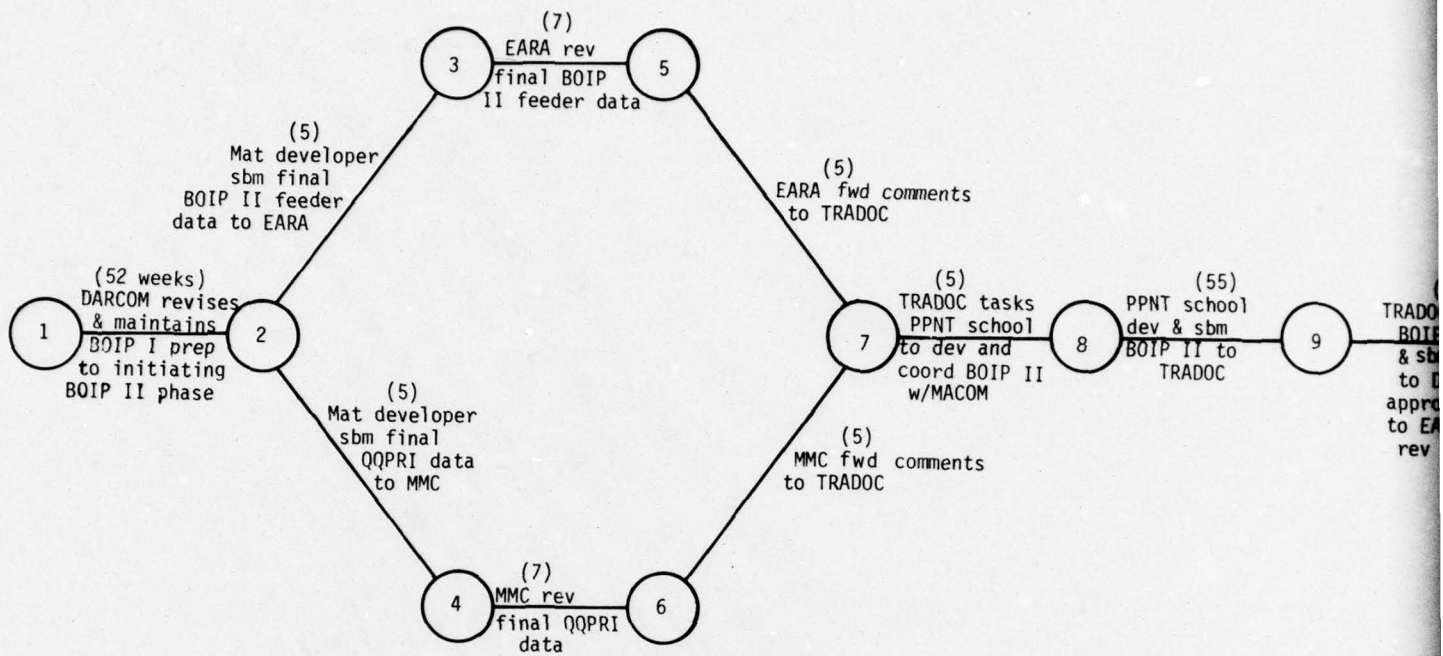 (7)
EARA rev
3
5
final BOIP
II feeder data
(5)
Mat developer
sbm final
BOIP II feeder
data to EARA
(5)
EARA fwd comments
to TRADOC
(52 weeks)
DARCOM revises
& maintains
1
2
BOIP I prep
to initiating
BOIP II phase
(5)
TRADOC tasks
PPNT school
7
8
to dev and
coord BOIP II
w/MACOM
(55)
PPNT school
dev & sbm
9
BOIP II to
TRADOC
BOIP
&
to
to
rev
(5)
Mat developer
sbm final
QQPRI data
to MMC
(5)
MMC fwd comments
to TRADOC
(7)
MMC rev
4
6
final QQPRI
data